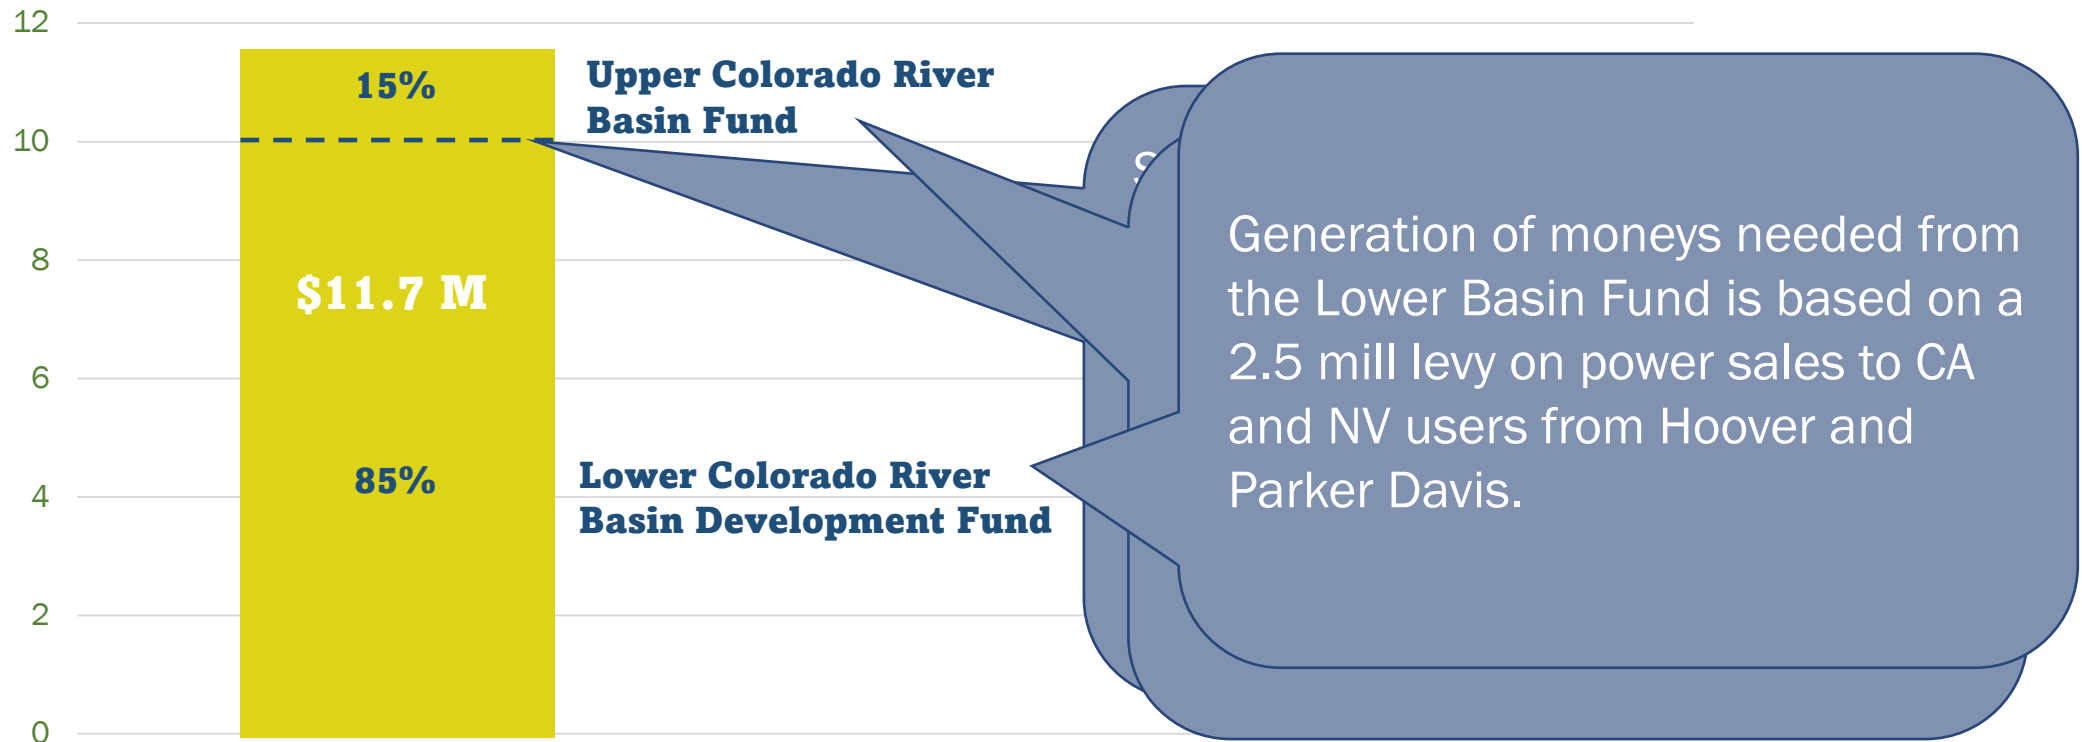 12
10
8
6
4
2
0
15%
$11.7 M
85%
Upper Colorado River
Basin Fund
Lower Colorado River
Basin Development Fund
Generation of moneys needed from
the Lower Basin Fund is based on a
2.5 mill levy on power sales to CA
and NV users from Hoover and
Parker Davis.